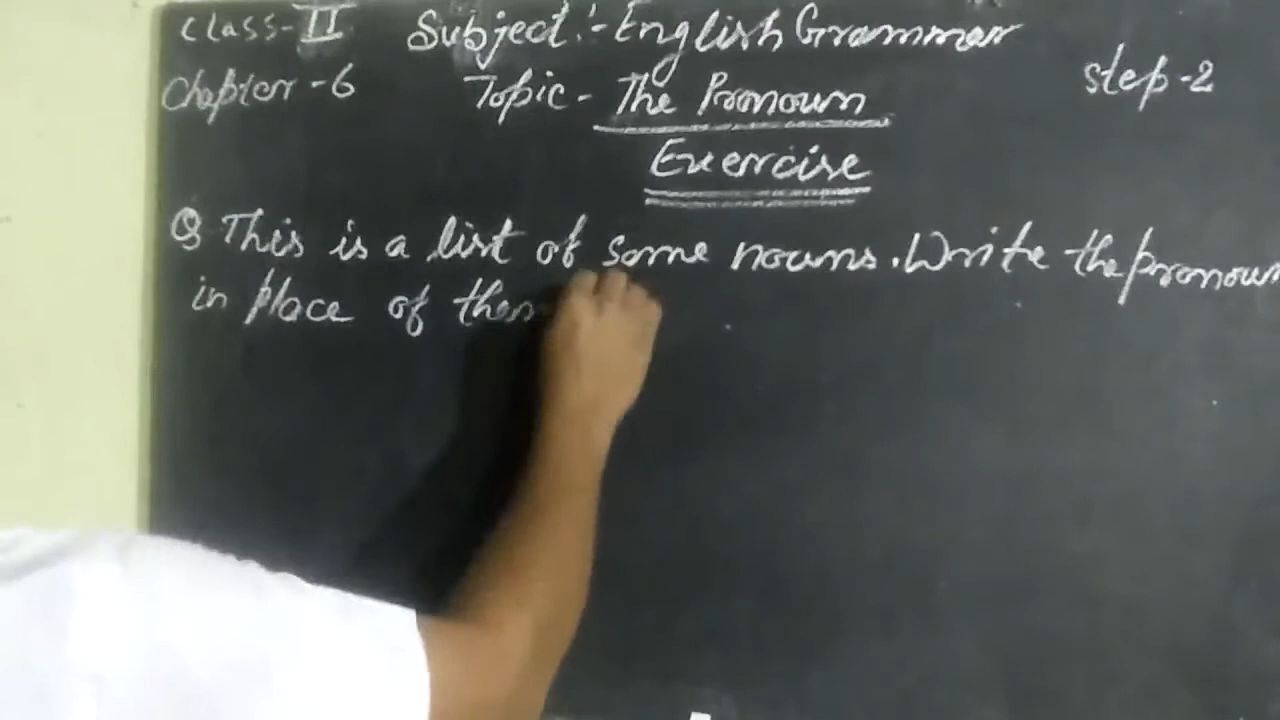 Class-II Subject:-English Grammar
Chapter-6 Topic- The Pronoun step-2
Exercise
Q This is a list of some nouns. Write the pronoun
in place of them